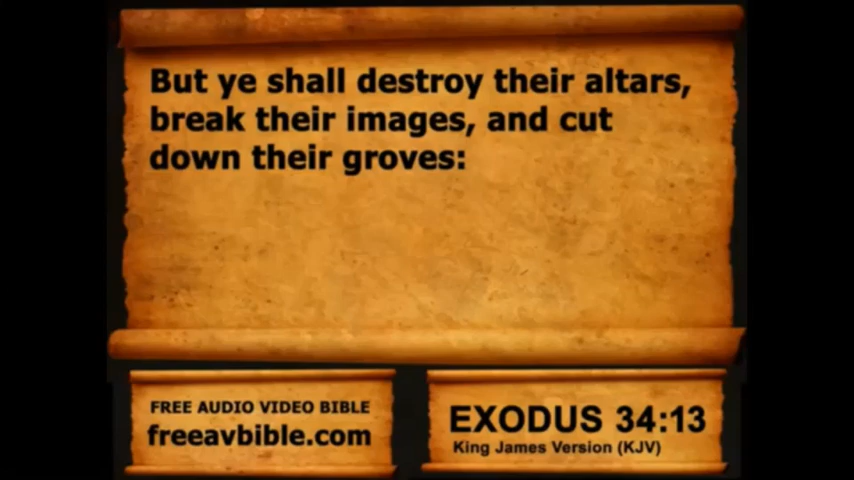 But ye shall destroy their altars,
break their images, and cut
down their groves:
FREE AUDIO VIDEO BIBLE
freeavbible.com
EXODUS 34:13
King James Version (KJV)